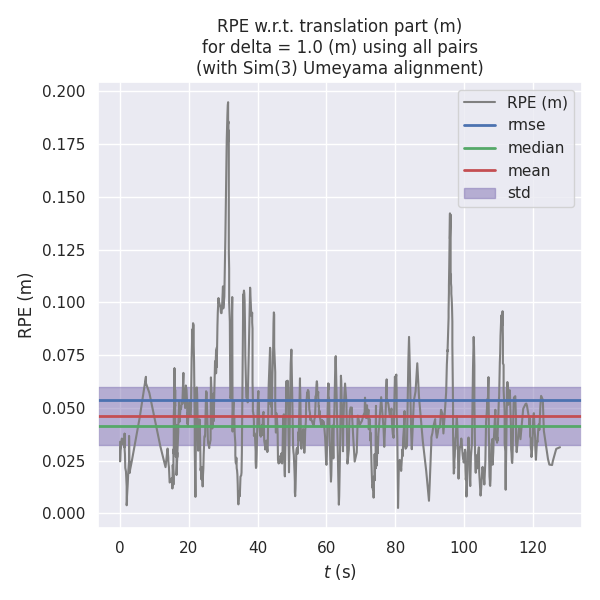 RPE w.r.t. translation part (m)
for delta = 1.0 (m) using all pairs
(with Sim(3) Umeyama alignment)
RPE (m)
rmse
median
mean
std
0.200
0.175
0.150
0.125
0.100
0.075
0.050
0.025
0.000
RPE (m)
0 20 40 60 80 100 120
t (s)